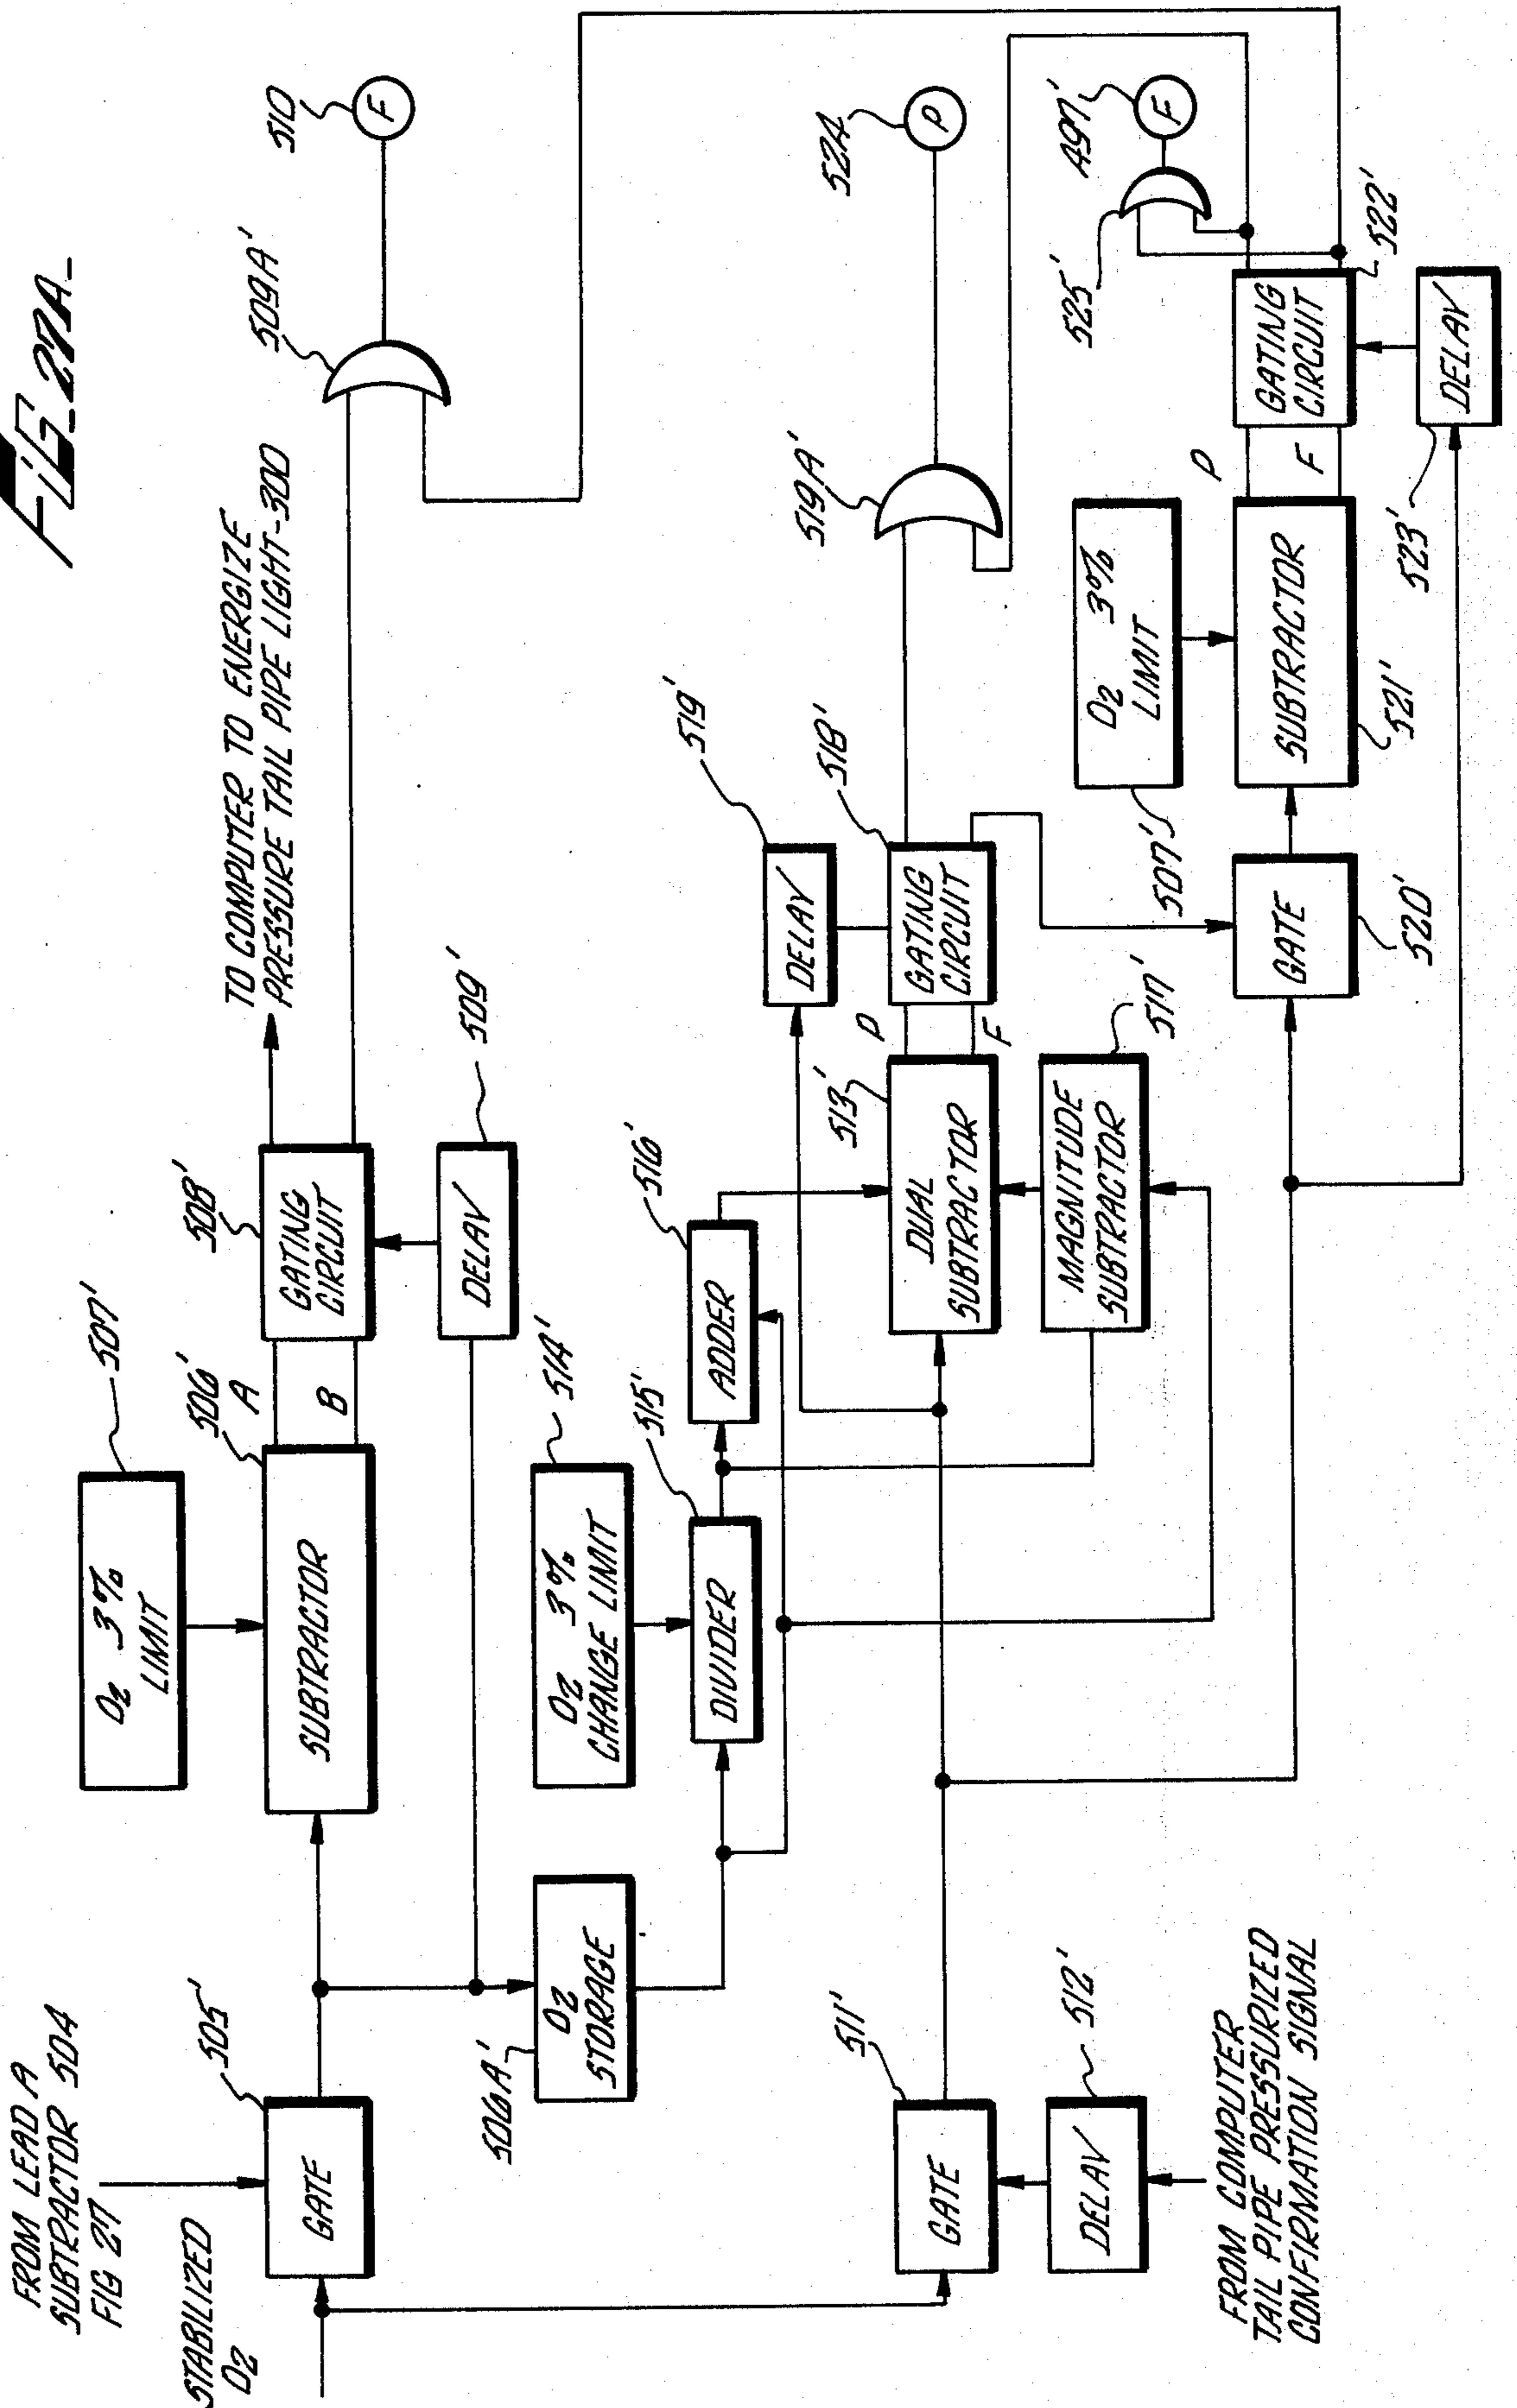 FIG_27A_
FROM LEAD A
SUBTRACTOR 504
FIG 27
STABILIZED
O2
GATE
505'
O2 3%
LIMIT
507'
SUBTRACTOR
506'
A
B
GATING
CIRCUIT
508'
TO COMPUTER TO ENERGIZE
PRESSURE TAIL PIPE LIGHT-300
DELAY
509'
509A'
F
510
O2
STORAGE
506A'
O2 3%
CHANGE LIMIT
514'
DIVIDER
515'
ADDER
516'
DELAY
519'
GATE
511'
DELAY
512'
FROM COMPUTER
TAIL PIPE PRESSURIZED
CONFIRMATION SIGNAL
DUAL
SUBTRACTOR
513'
P
F
MAGNITUDE
SUBTRACTOR
517'
GATING
CIRCUIT
518'
519A'
P
524
GATE
520'
O2 3%
LIMIT
507'
SUBTRACTOR
521'
P
F
GATING
CIRCUIT
522'
DELAY
523'
525'
F
497'